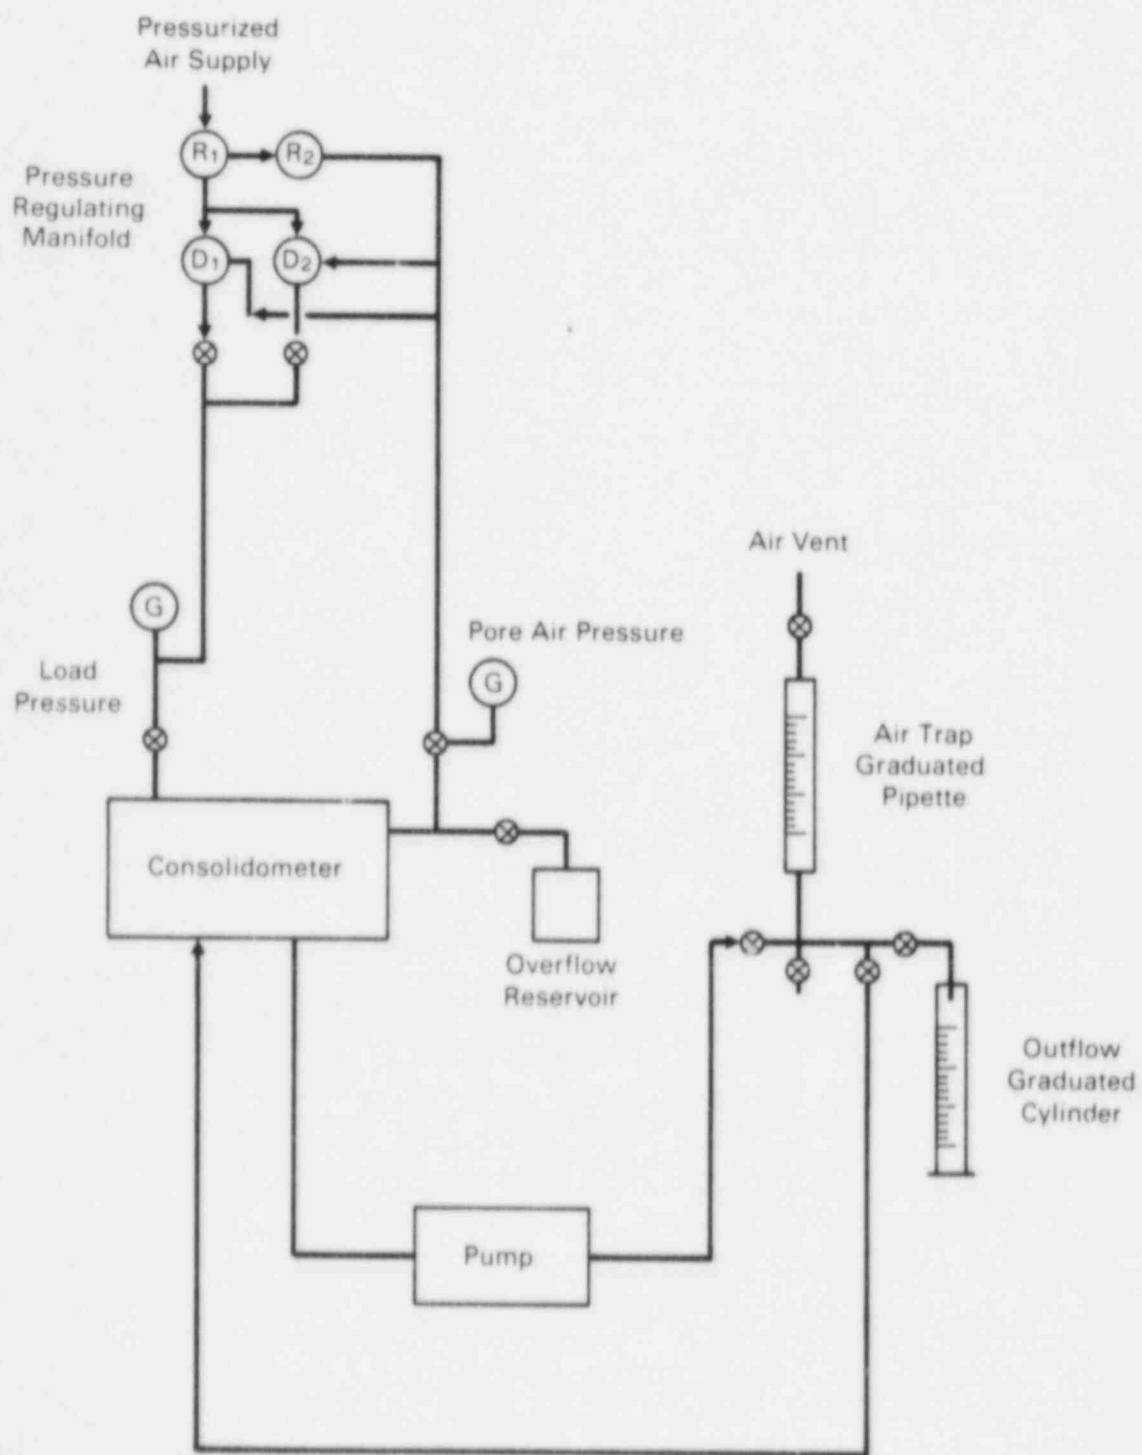 Pressurized
Air Supply
R1
R2
Pressure
Regulating
Manifold
D1
D2
Air Vent
G
Pore Air Pressure
G
Load
Pressure
Air Trap
Graduated
Pipette
Consolidometer
Overflow
Reservoir
Outflow
Graduated
Cylinder
Pump